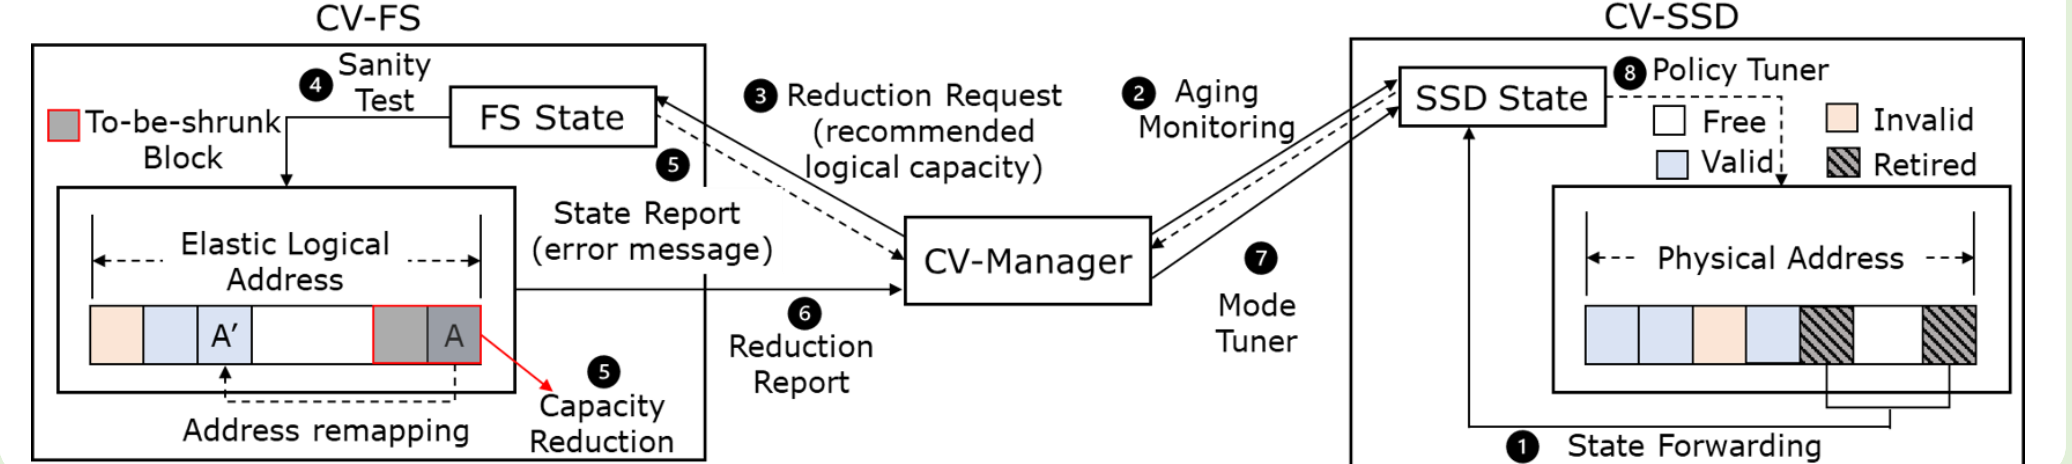 CV-FS
CV-SSD
4 Sanity
Test
FS State
To-be-shrunk
Block
Elastic Logical
Address
A’
A
Address remapping
5
Capacity
Reduction
3 Reduction Request
(recommended
logical capacity)
5
State Report
(error message)
CV-Manager
6
Reduction
Report
2 Aging
Monitoring
7
Mode
Tuner
SSD State
8 Policy Tuner
Free
Invalid
Valid
Retired
Physical Address
1 State Forwarding